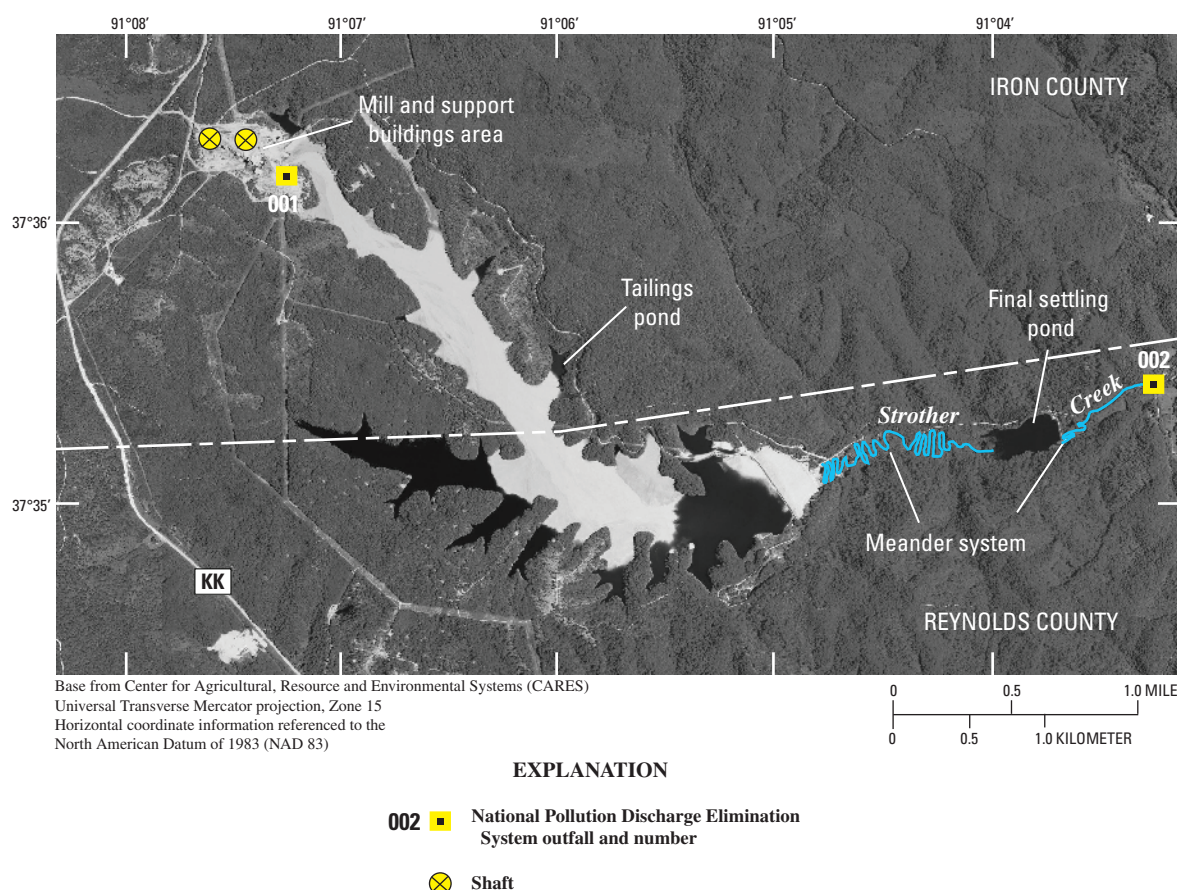 91°08′ 91°07′ 91°06′ 91°05′ 91°04′
IRON COUNTY
Mill and support
buildings area
001
37°36′
Tailings
pond
Final settling
pond
002
Strother Creek
37°35′
Meander system
KK
REYNOLDS COUNTY
Base from Center for Agricultural, Resource and Environmental Systems (CARES)
Universal Transverse Mercator projection, Zone 15
Horizontal coordinate information referenced to the
North American Datum of 1983 (NAD 83)
0 0.5 1.0 MILE
0 0.5 1.0 KILOMETER
EXPLANATION
002 National Pollution Discharge Elimination
System outfall and number
Shaft